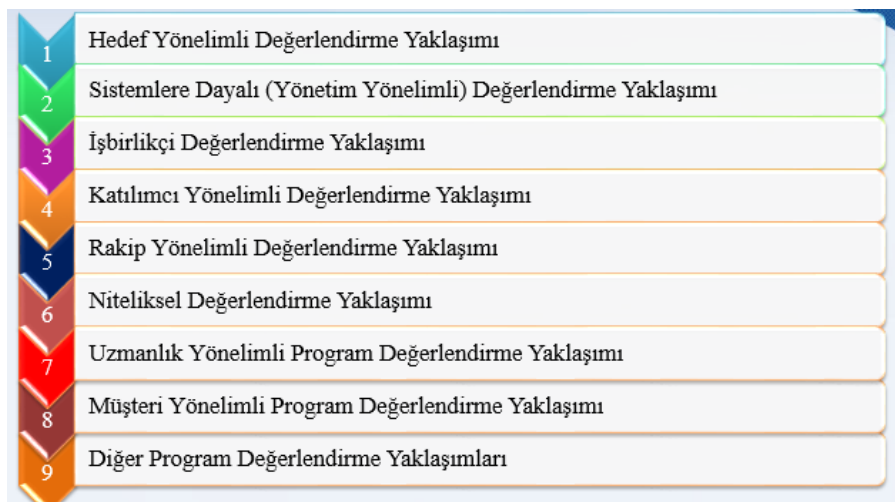 1 Hedef Yönelimli Değerlendirme Yaklaşımı
2 Sistemlere Dayalı (Yönetim Yönelimli) Değerlendirme Yaklaşımı
3 İşbirlikçi Değerlendirme Yaklaşımı
4 Katılımcı Yönelimli Değerlendirme Yaklaşımı
5 Rakip Yönelimli Değerlendirme Yaklaşımı
6 Niteliksel Değerlendirme Yaklaşımı
7 Uzmanlık Yönelimli Program Değerlendirme Yaklaşımı
8 Müşteri Yönelimli Program Değerlendirme Yaklaşımı
9 Diğer Program Değerlendirme Yaklaşımları